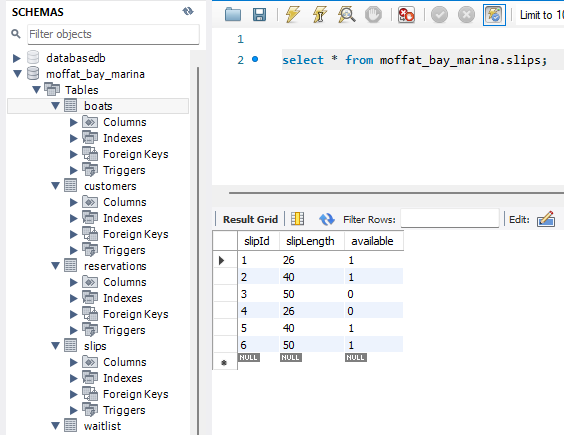 SCHEMAS
Filter objects
databasedb
moffat_bay_marina
Tables
boats
Columns
Indexes
Foreign Keys
Triggers
customers
Columns
Indexes
Foreign Keys
Triggers
reservations
Columns
Indexes
Foreign Keys
Triggers
slips
Columns
Indexes
Foreign Keys
Triggers
waitlist
Limit to 10
1
2 select * from moffat_bay_marina.slips;
Result Grid Filter Rows: Edit:
slipId slipLength available
1 26 1
2 40 1
3 50 0
4 26 0
5 40 1
6 50 1
NULL NULL NULL